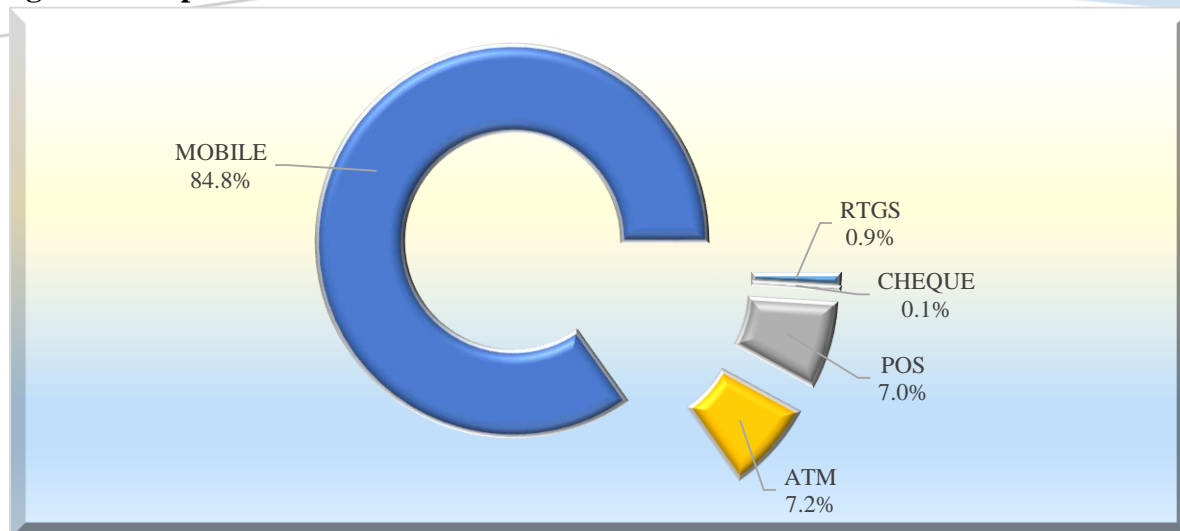 MOBILE
84.8%
RTGS
0.9%
CHEQUE
0.1%
POS
7.0%
ATM
7.2%